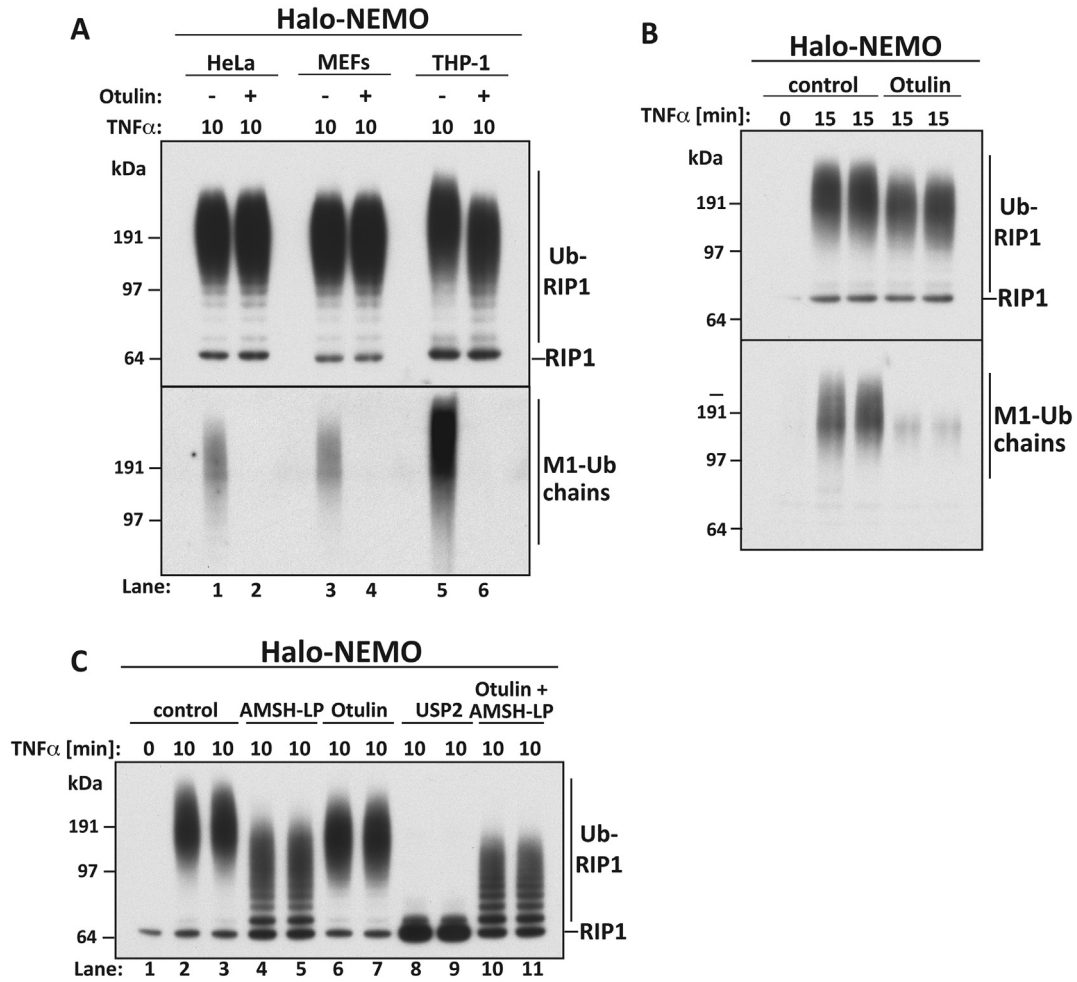 A
Halo-NEMO
HeLa MEFs THP-1
Otulin: - + - + - +
TNFα: 10 10 10 10 10 10
kDa
191
97
64
Ub-
RIP1
RIP1
191
97
M1-Ub
chains
Lane: 1 2 3 4 5 6
B
Halo-NEMO
control Otulin
TNFα [min]: 0 15 15 15 15
kDa
191
97
64
Ub-
RIP1
RIP1
191
97
64
M1-Ub
chains
C
Halo-NEMO
control AMSH-LP Otulin USP2 Otulin +
AMSH-LP
TNFα [min]: 0 10 10 10 10 10 10 10 10 10 10
kDa
191
97
64
Ub-
RIP1
RIP1
Lane: 1 2 3 4 5 6 7 8 9 10 11